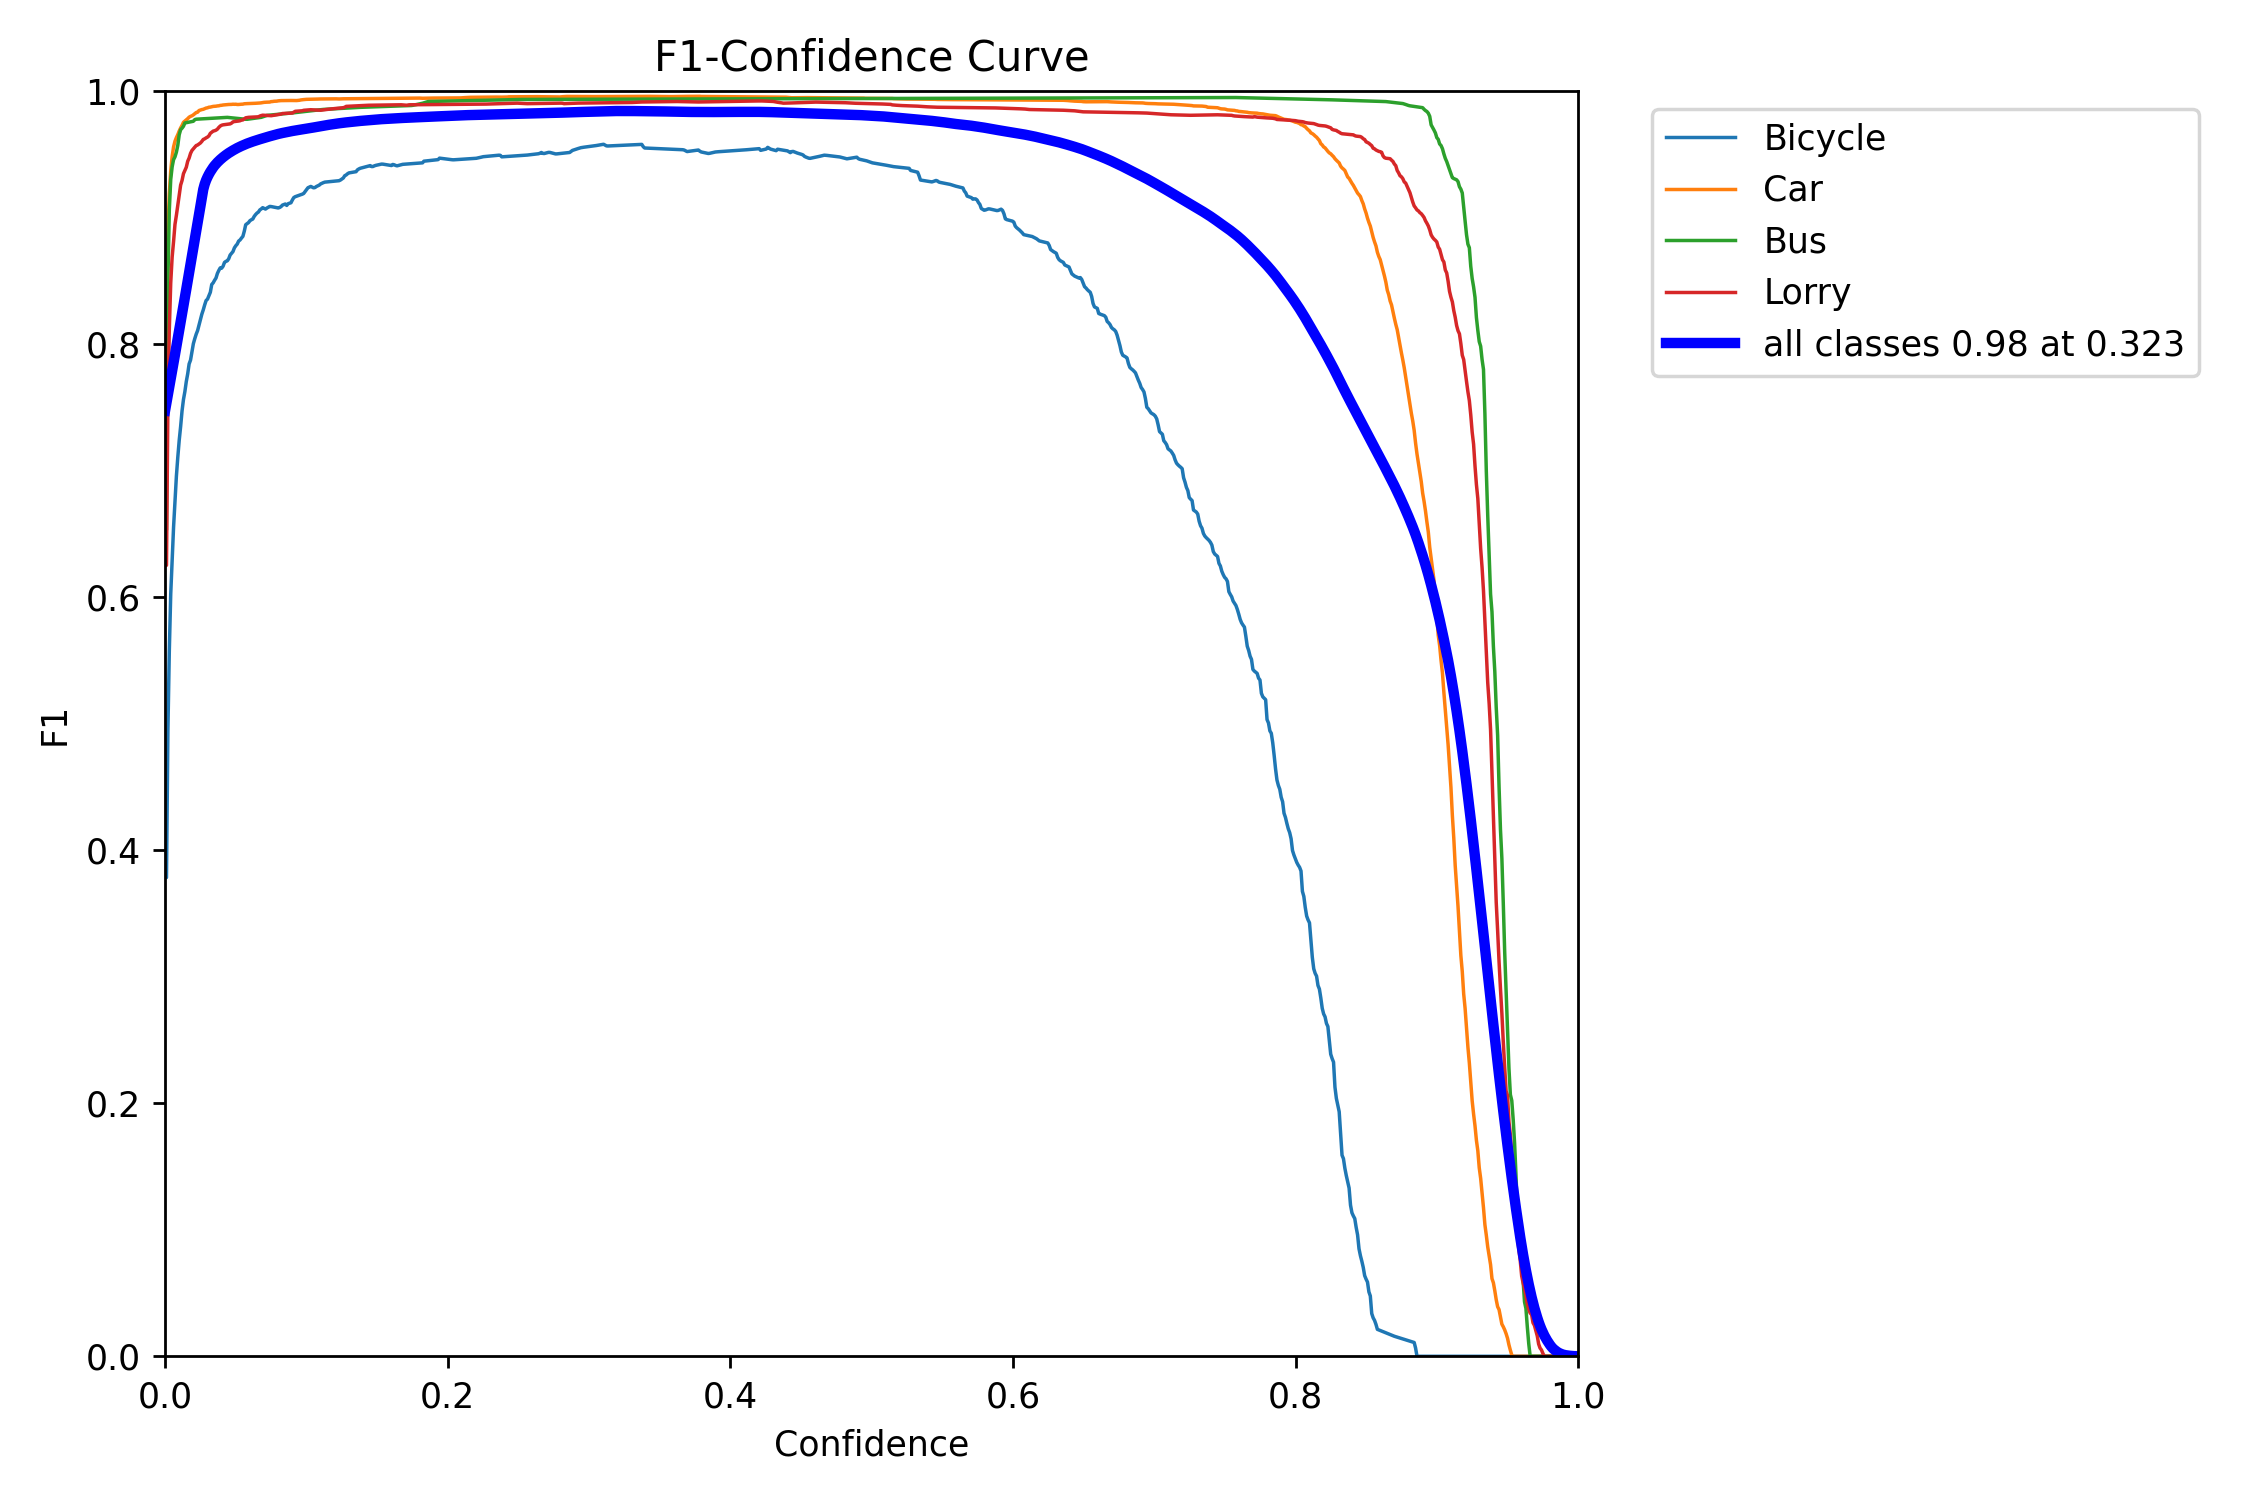 F1-Confidence Curve
1.0
0.8
0.6
0.4
0.2
0.0
F1
0.0 0.2 0.4 0.6 0.8 1.0
Confidence
Bicycle
Car
Bus
Lorry
all classes 0.98 at 0.323